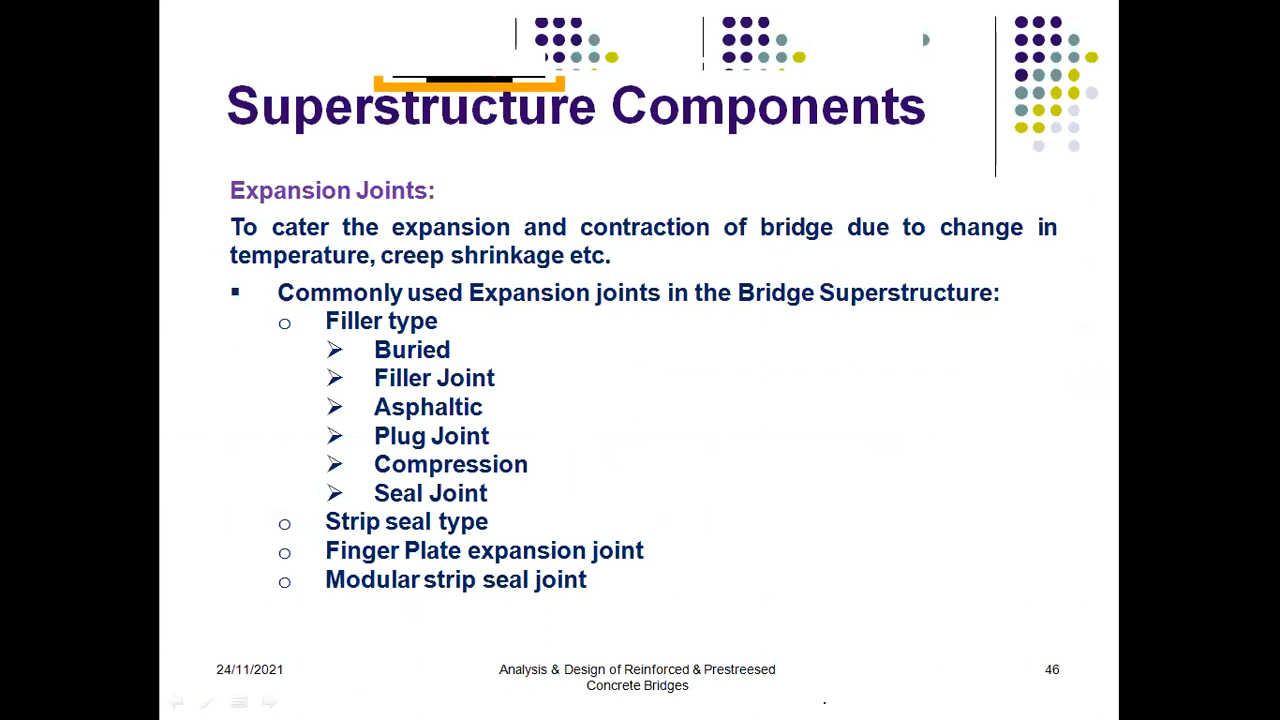 Superstructure Components
Expansion Joints:
To cater the expansion and contraction of bridge due to change in
temperature, creep shrinkage etc.
▪ Commonly used Expansion joints in the Bridge Superstructure:
o Filler type
➢ Buried
➢ Filler Joint
➢ Asphaltic
➢ Plug Joint
➢ Compression
➢ Seal Joint
o Strip seal type
o Finger Plate expansion joint
o Modular strip seal joint
24/11/2021
Analysis & Design of Reinforced & Prestreesed
Concrete Bridges
46